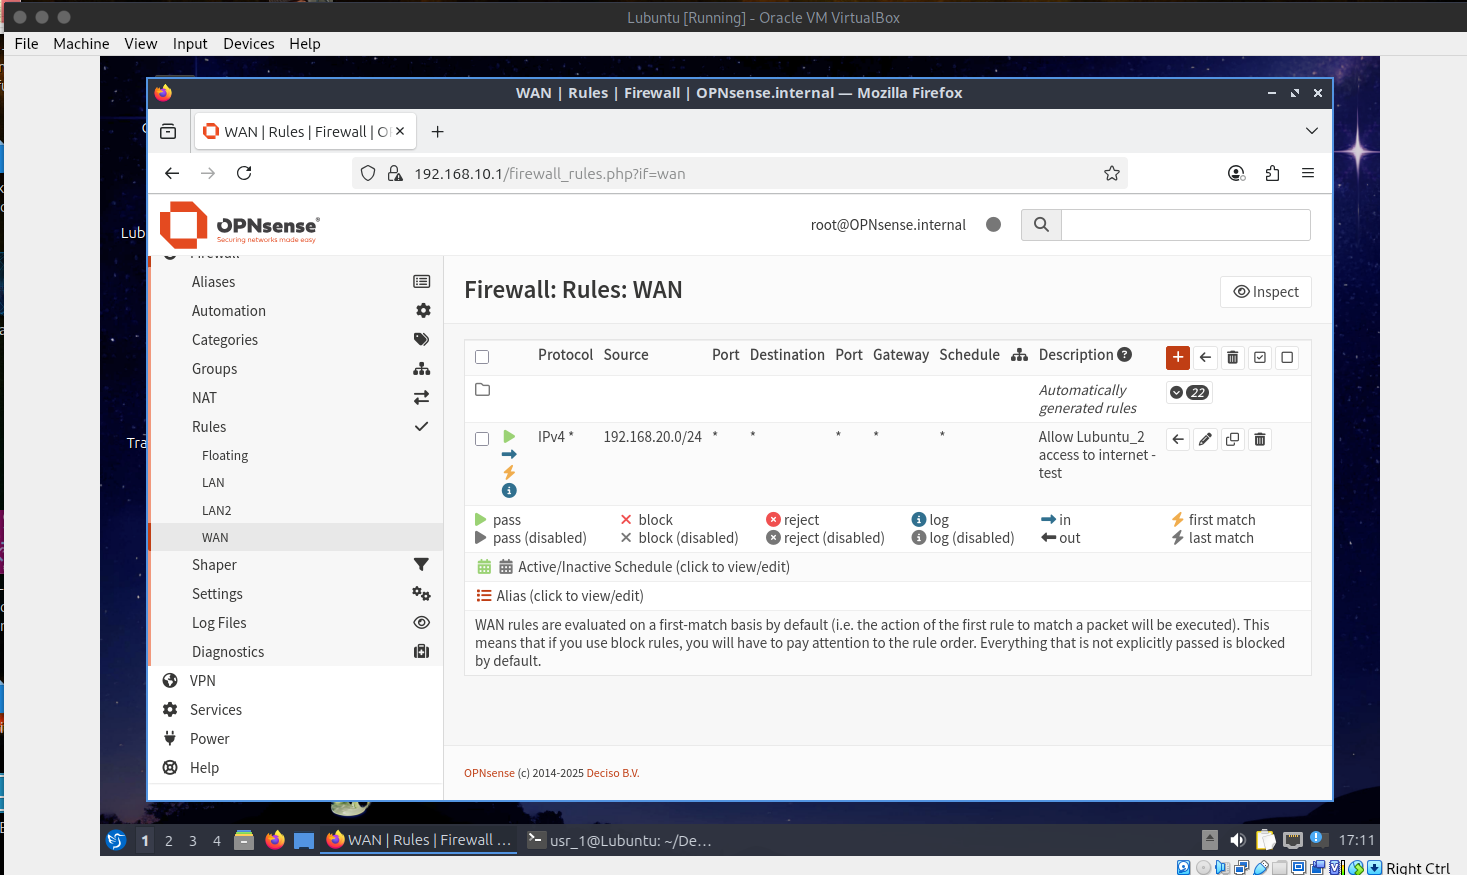 Lubuntu [Running] - Oracle VM VirtualBox
File Machine View Input Devices Help
WAN | Rules | Firewall | OPNsense.internal — Mozilla Firefox
WAN | Rules | Firewall | O
192.168.10.1/firewall_rules.php?if=wan
OPNsense®
Securing networks made easy
root@OPNsense.internal
Lub
Tra
Firewall
Aliases
Automation
Categories
Groups
NAT
Rules
Floating
LAN
LAN2
WAN
Shaper
Settings
Log Files
Diagnostics
VPN
Services
Power
Help
Firewall: Rules: WAN
Inspect
Protocol Source Port Destination Port Gateway Schedule Description
Automatically
generated rules
22
IPv4 * 192.168.20.0/24 * * * * * Allow Lubuntu_2
access to internet -
test
pass block reject log in first match
pass (disabled) block (disabled) reject (disabled) log (disabled) out last match
Active/Inactive Schedule (click to view/edit)
Alias (click to view/edit)
WAN rules are evaluated on a first-match basis by default (i.e. the action of the first rule to match a packet will be executed). This
means that if you use block rules, you will have to pay attention to the rule order. Everything that is not explicitly passed is blocked
by default.
OPNsense (c) 2014-2025 Deciso B.V.
1 2 3 4 WAN | Rules | Firewall ... usr_1@Lubuntu: ~/De... 17:11
Right Ctrl